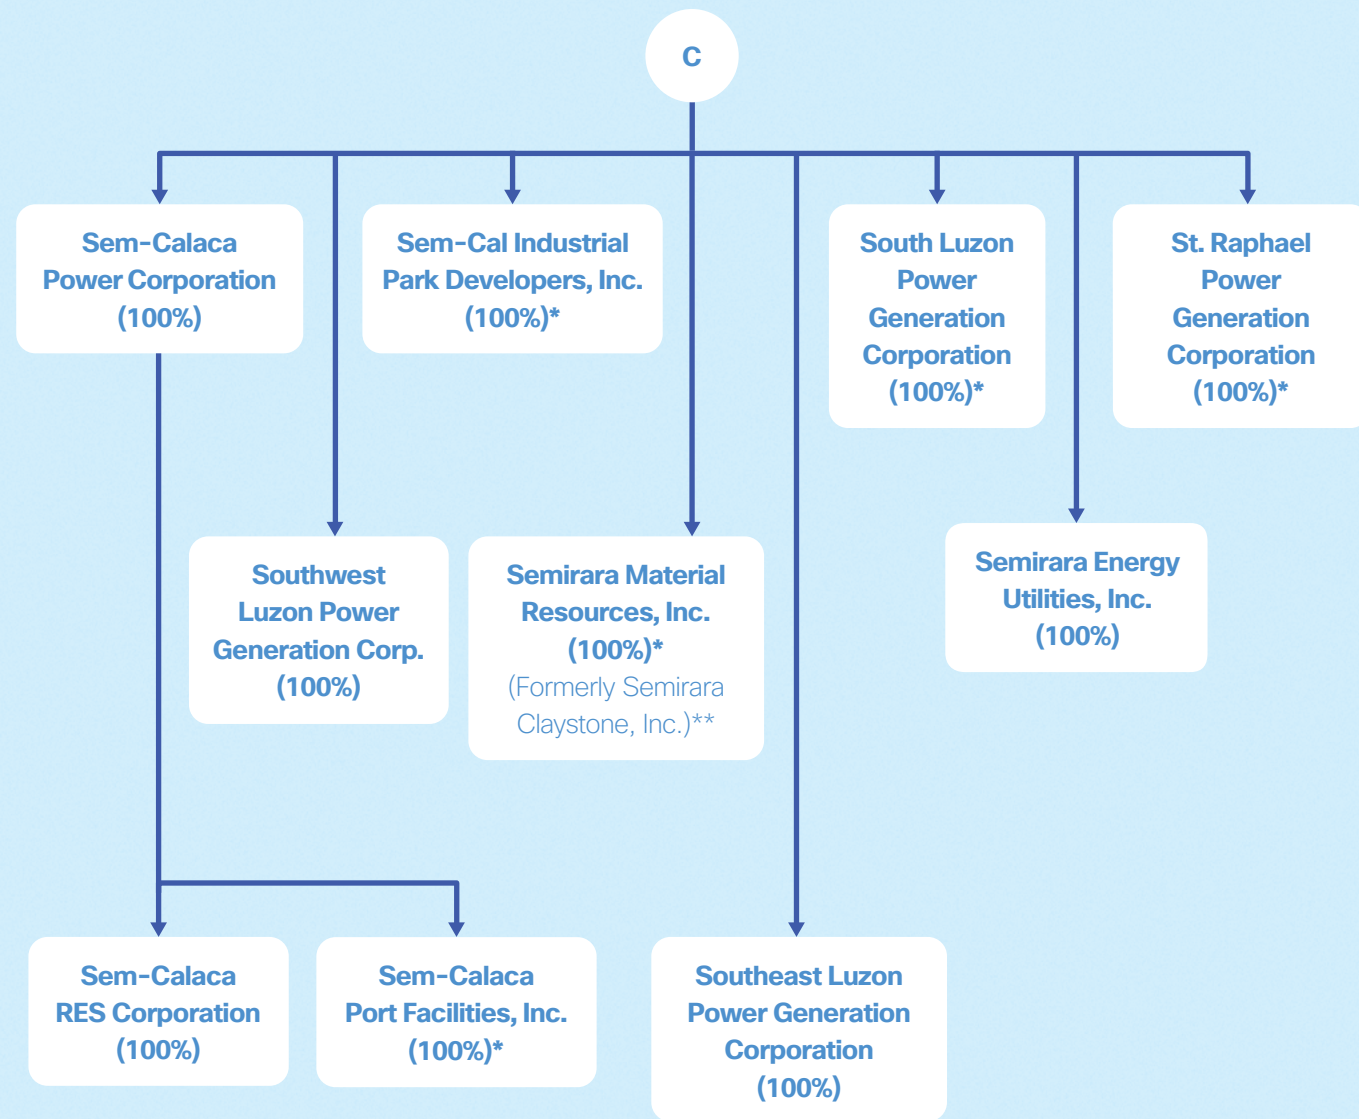 C
Sem-Calaca
Power Corporation
(100%)
Sem-Cal Industrial
Park Developers, Inc.
(100%)*
South Luzon
Power
Generation
Corporation
(100%)*
St. Raphael
Power
Generation
Corporation
(100%)*
Southwest
Luzon Power
Generation Corp.
(100%)
Semirara Material
Resources, Inc.
(100%)*
(Formerly Semirara
Claystone, Inc.)**
Semirara Energy
Utilities, Inc.
(100%)
Sem-Calaca
RES Corporation
(100%)
Sem-Calaca
Port Facilities, Inc.
(100%)*
Southeast Luzon
Power Generation
Corporation
(100%)